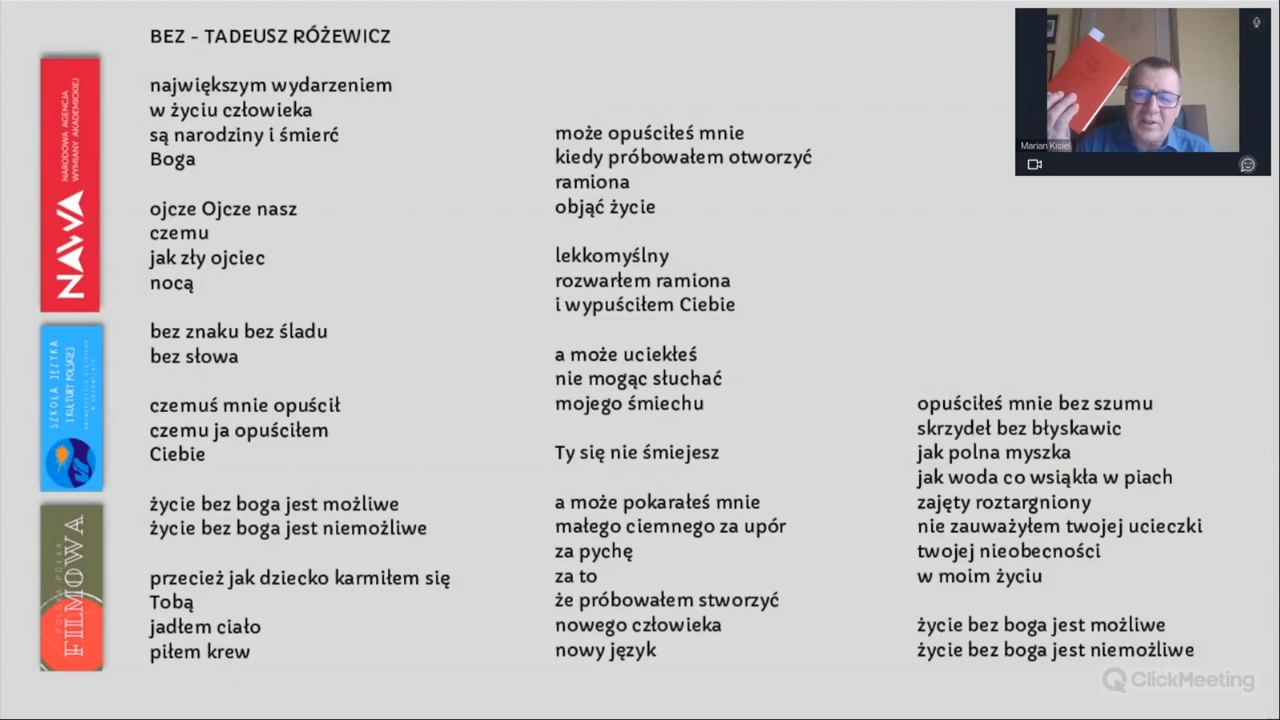 BEZ - TADEUSZ RÓŻEWICZ
największym wydarzeniem
w życiu człowieka
są narodziny i śmierć
Boga
ojcze Ojcze nasz
czemu
jak zły ojciec
nocą
bez znaku bez śladu
bez słowa
czemuś mnie opuścił
czemu ja opuściłem
Ciebie
życie bez boga jest możliwe
życie bez boga jest niemożliwe
przecież jak dziecko karmiłem się
Tobą
jadłem ciało
piłem krew
może opuściłeś mnie
kiedy próbowałem otworzyć
ramiona
objąć życie
lekkomyślny
rozwarłem ramiona
i wypuściłem Ciebie
a może uciekłeś
nie mogąc słuchać
mojego śmiechu
Ty się nie śmiejesz
a może pokarałeś mnie
małego ciemnego za upór
za pychę
za to
że próbowałem stworzyć
nowego człowieka
nowy język
opuściłeś mnie bez szumu
skrzydeł bez błyskawic
jak polna myszka
jak woda co wsiąkła w piach
zajęty roztargniony
nie zauważyłem twojej ucieczki
twojej nieobecności
w moim życiu
życie bez boga jest możliwe
życie bez boga jest niemożliwe
NAWA
NARODOWA AGENCJA
WYMIANY AKADEMICKIEJ
SZKOŁA JĘZYKA
I KULTURY POLSKIEJ
FILMOWA
Marian Kisiel
ClickMeeting